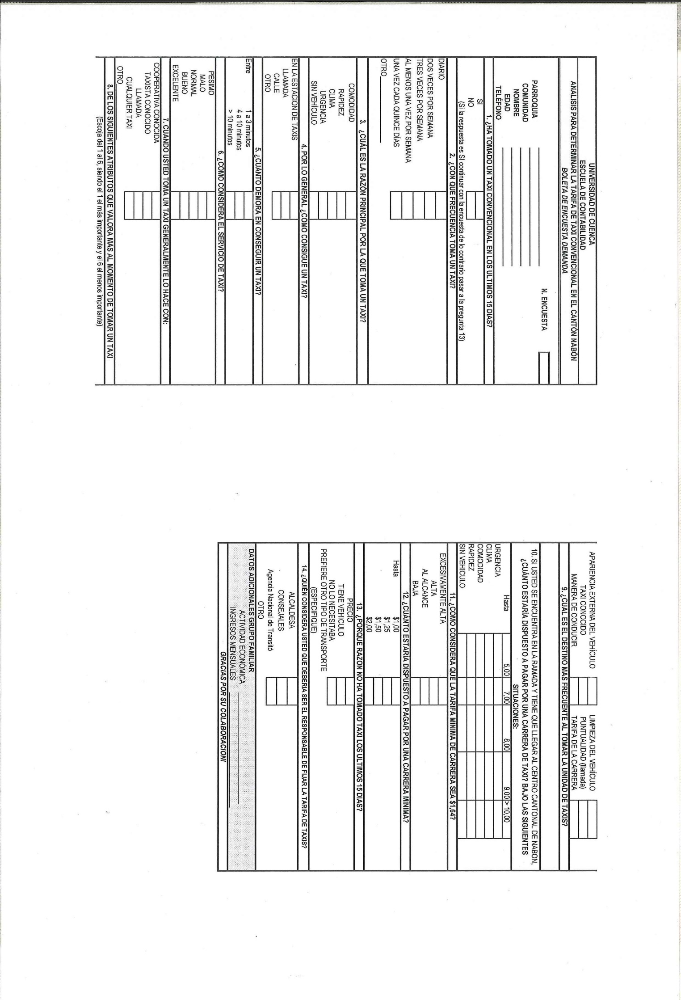 UNIVERSIDAD DE CUENCA
ESCUELA DE CONTABILIDAD
ANALISIS PARA DETERMINAR LA TARIFA DE TAXI CONVENCIONAL EN EL CANTÓN NABÓN
BOLETA DE ENCUESTA DEMANDA
N. ENCUESTA
PARROQUIA
COMUNIDAD
NOMBRE
EDAD
TELÉFONO
1. ¿HA TOMADO UN TAXI CONVENCIONAL EN LOS ULTIMOS 15 DIAS?
SI
NO
(Si la respuesta es SI continuar con la encuesta de lo contrario pasar a la pregunta 13)
2. ¿CON QUÉ FRECUENCIA TOMA UN TAXI?
DIARIO
DOS VECES POR SEMANA
TRES VECES POR SEMANA
AL MENOS UNA VEZ POR SEMANA
UNA VEZ CADA QUINCE DÍAS
OTRO
3. ¿CUÁL ES LA RAZÓN PRINCIPAL POR LA QUE TOMA UN TAXI?
COMODIDAD
RAPIDEZ
CLIMA
URGENCIA
SIN VEHÍCULO
4. POR LO GENERAL ¿CÓMO CONSIGUE UN TAXI?
EN LA ESTACIÓN DE TAXIS
LLAMADA
CALLE
OTRO
5. ¿CUÁNTO DEMORA EN CONSEGUIR UN TAXI?
Entre 1 a 3 minutos
4 a 10 minutos
> 10 minutos
6. ¿CÓMO CONSIDERA EL SERVICIO DE TAXI?
PESIMO
MALO
NORMAL
BUENO
EXCELENTE
7. CUANDO USTED TOMA UN TAXI GENERALMENTE LO HACE CON:
COOPERATIVA CONOCIDA
TAXISTA CONOCIDO
LLAMADA
CUALQUIER TAXI
OTRO
8. DE LOS SIGUIENTES ATRIBUTOS QUE VALORA MÁS AL MOMENTO DE TOMAR UN TAXI
(Escoja del 1 al 6, siendo el 1 el más importante y el 6 el menos importante)
APARIENCIA EXTERNA DEL VEHÍCULO LIMPIEZA DEL VEHÍCULO
TAXI CONOCIDO PUNTUALIDAD (llamada)
MANERA DE CONDUCIR TARIFA DE LA CARRERA
9. ¿CUÁL ES EL DESTINO MAS FRECUENTE AL TOMAR LA UNIDAD DE TAXIS?
10. SI USTED SE ENCUENTRA EN LA RAMADA Y TIENE QUE LLEGAR AL CENTRO CANTONAL DE NABON,
¿CUÁNTO ESTARÍA DISPUESTO A PAGAR POR UNA CARRERA DE TAXI? BAJO LAS SIGUIENTES
SITUACIONES:
Hasta 5,00 7,00 8,00 9,00 > 10,00
URGENCIA
CLIMA
COMODIDAD
RAPIDEZ
SIN VEHICULO
11. ¿CÓMO CONSIDERA QUE LA TARIFA MINIMA DE CARRERA SEA $1,64?
EXCESIVAMENTE ALTA
ALTA
AL ALCANCE
BAJA
12. ¿CUÁNTO ESTARÍA DISPUESTO A PAGAR POR UNA CARRERA MÍNIMA?
Hasta $1,00
$1,25
$1,50
$2,00
13. ¿PORQUE RAZON NO HA TOMADO TAXI LOS ULTIMOS 15 DIAS?
PRECIO
TIENE VEHICULO
NO LO NECESITABA
PREFIERE OTRO TIPO DE TRANSPORTE
(ESPECIFIQUE)
14. ¿QUIÉN CONSIDERA USTED QUE DEBERIA SER EL RESPONSABLE DE FIJAR LA TARIFA DE TAXIS?
ALCALDESA
CONSEJALES
Agencia Nacional de Transitó
OTRO
DATOS ADICIONALES GRUPO FAMILIAR
ACTIVIDAD ECONÓMICA
INGRESOS MENSUALES
GRACIAS POR SU COLABORACION!